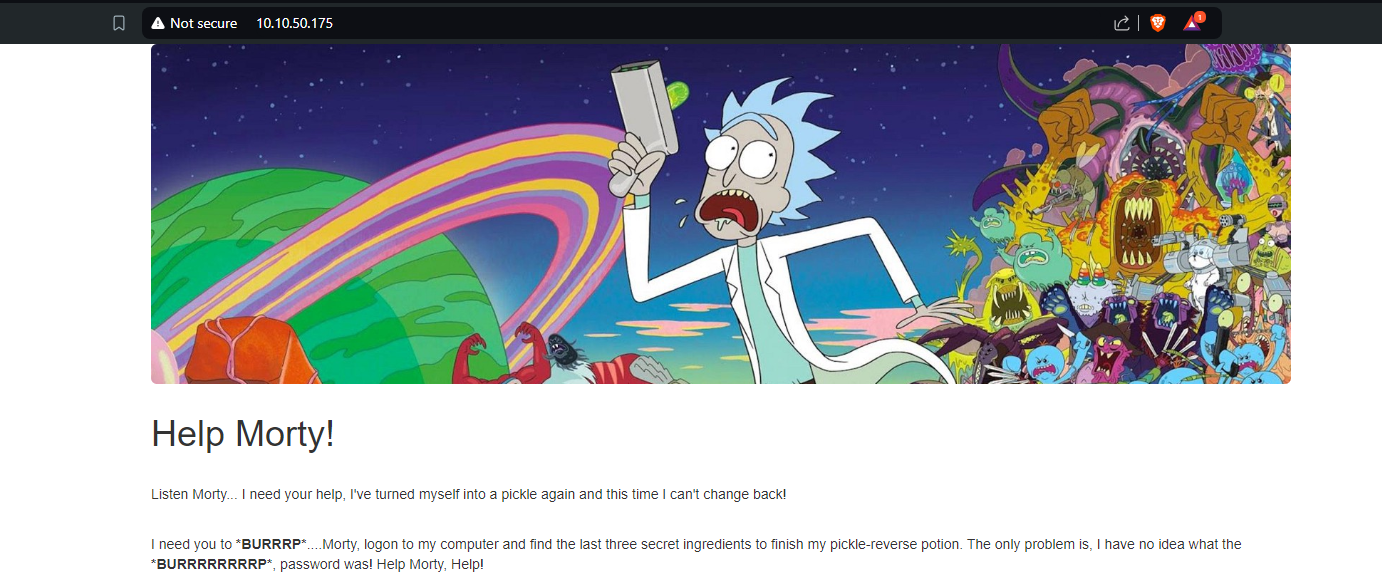 Not secure
10.10.50.175
1
Help Morty!
Listen Morty... I need your help, I've turned myself into a pickle again and this time I can't change back!
I need you to *BURRRP*....Morty, logon to my computer and find the last three secret ingredients to finish my pickle-reverse potion. The only problem is, I have no idea what the
*BURRRRRRRRP*, password was! Help Morty, Help!